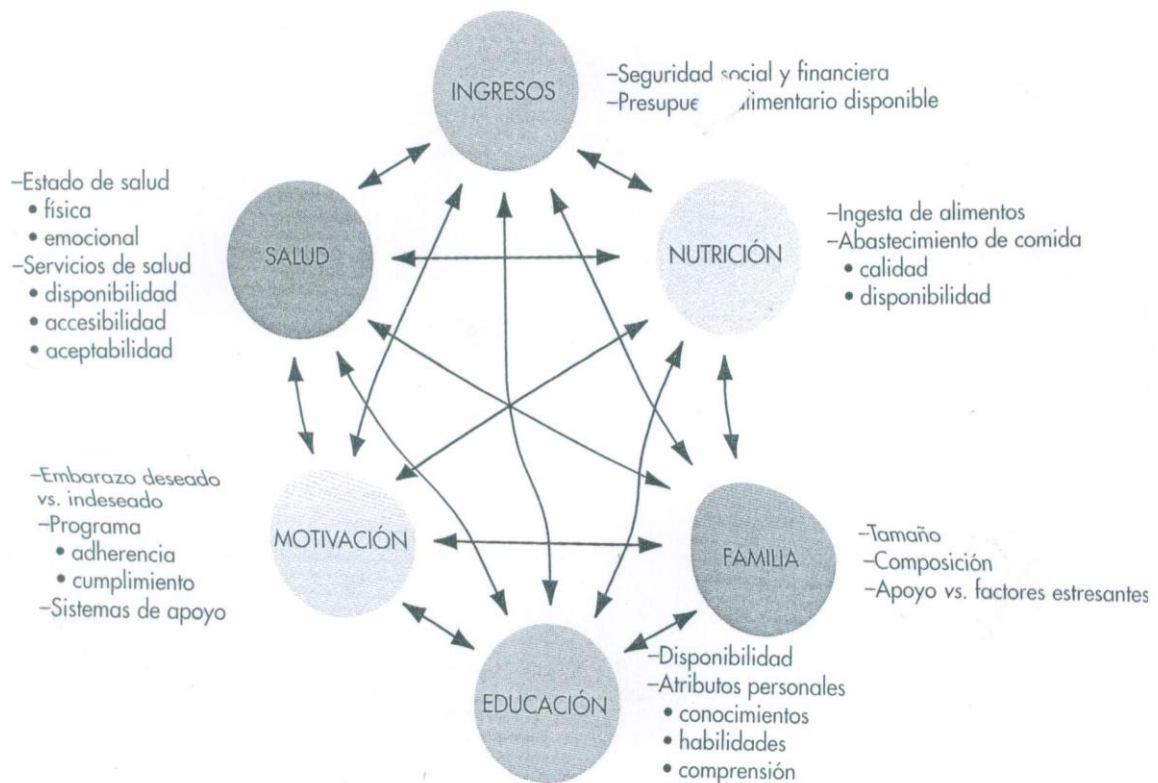 INGRESOS
–Seguridad social y financiera
–Presupue limentario disponible
–Estado de salud
• física
• emocional
–Servicios de salud
• disponibilidad
• accesibilidad
• aceptabilidad
SALUD
NUTRICIÓN
–Ingesta de alimentos
–Abastecimiento de comida
• calidad
• disponibilidad
–Embarazo deseado
vs. indeseado
–Programa
• adherencia
• cumplimiento
–Sistemas de apoyo
MOTIVACIÓN
FAMILIA
–Tamaño
–Composición
–Apoyo vs. factores estresantes
EDUCACIÓN
–Disponibilidad
–Atributos personales
• conocimientos
• habilidades
• comprensión